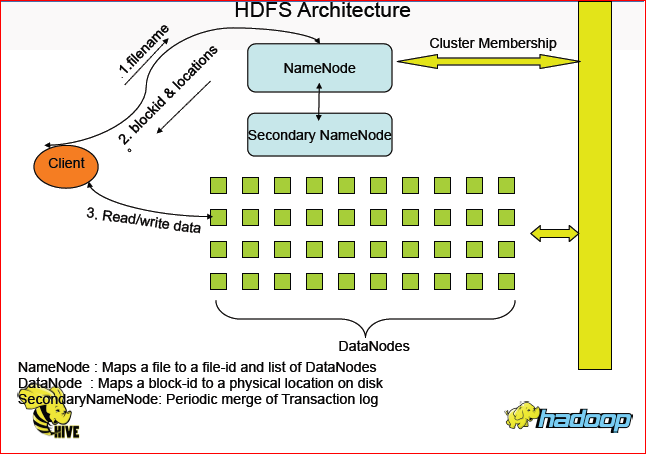 HDFS Architecture
1.filename
2. blockid & locations
NameNode
Cluster Membership
Secondary NameNode
Client
3. Read/write data
DataNodes
NameNode : Maps a file to a file-id and list of DataNodes
DataNode  : Maps a block-id to a physical location on disk
SecondaryNameNode: Periodic merge of Transaction log
HIVE
hadoop